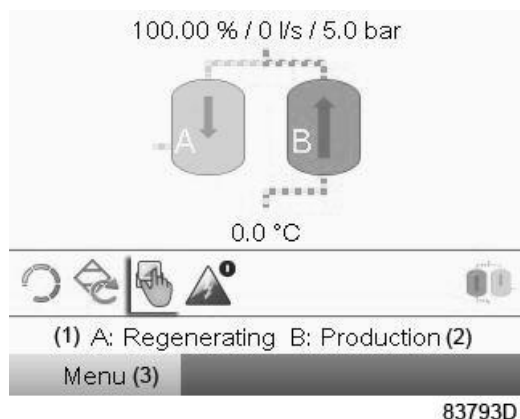 100.00 % / 0 l/s / 5.0 bar
A
B
0.0 °C
(1) A: Regenerating B: Production (2)
Menu (3)
83793D